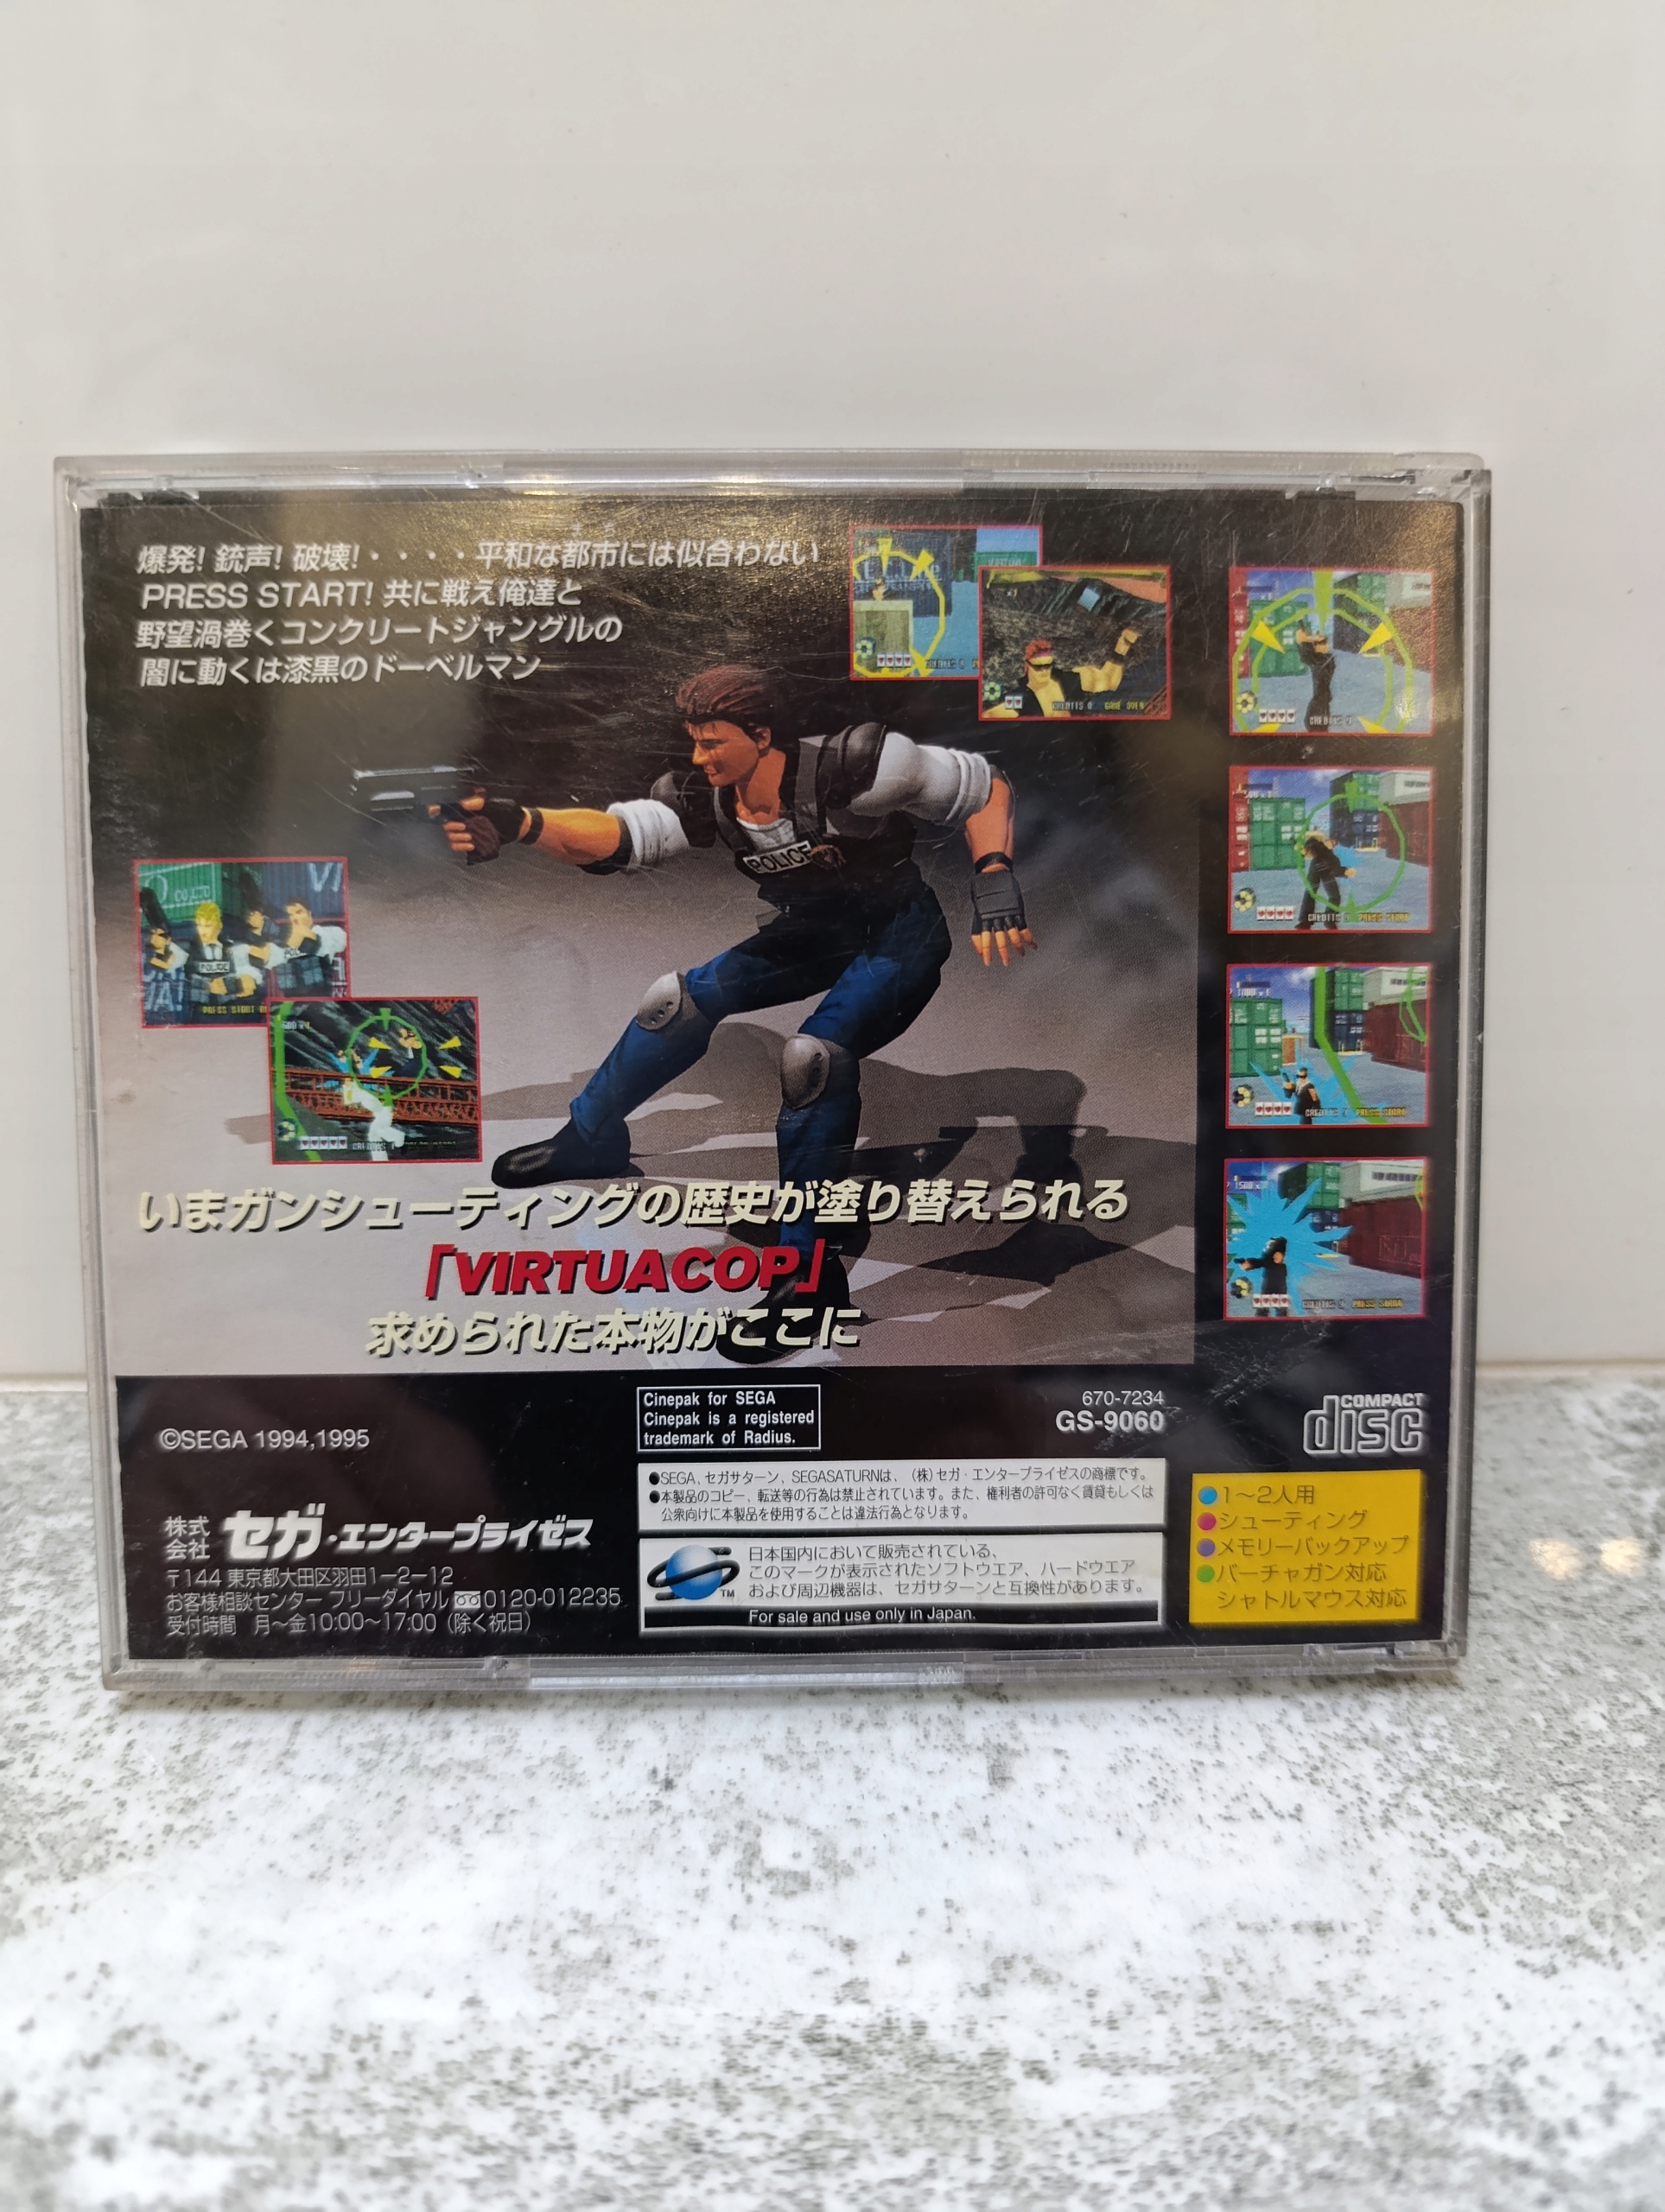 爆発! 銃声! 破壊!・・・・平和な都市には似合わない
PRESS START! 共に戦え俺達と
野望渦巻くコンクリートジャングルの
闇に動くは漆黒のドーベルマン
POLICE
いまガンシューティングの歴史が塗り替えられる
「VIRTUACOP」
求められた本物がここに
©SEGA 1994,1995
Cinepak for SEGA
Cinepak is a registered
trademark of Radius.
670-7234
GS-9060
COMPACT
disc
株式会社 セガ・エンタープライゼス
〒144 東京都大田区羽田1-2-12
お客様相談センター フリーダイヤル 0120-012235
受付時間 月〜金10:00〜17:00 (除く祝日)
●SEGA、セガサターン、SEGASATURNは、(株)セガ・エンタープライゼスの商標です。
●本製品のコピー、転送等の行為は禁止されています。また、権利者の許可なく賃貸もしくは
公衆向けに本製品を使用することは違法行為となります。
日本国内において販売されている、
このマークが表示されたソフトウエア、ハードウエア
および周辺機器は、セガサターンと互換性があります。
TM
For sale and use only in Japan.
●1〜2人用
●シューティング
●メモリーバックアップ
●バーチャガン対応
シャトルマウス対応